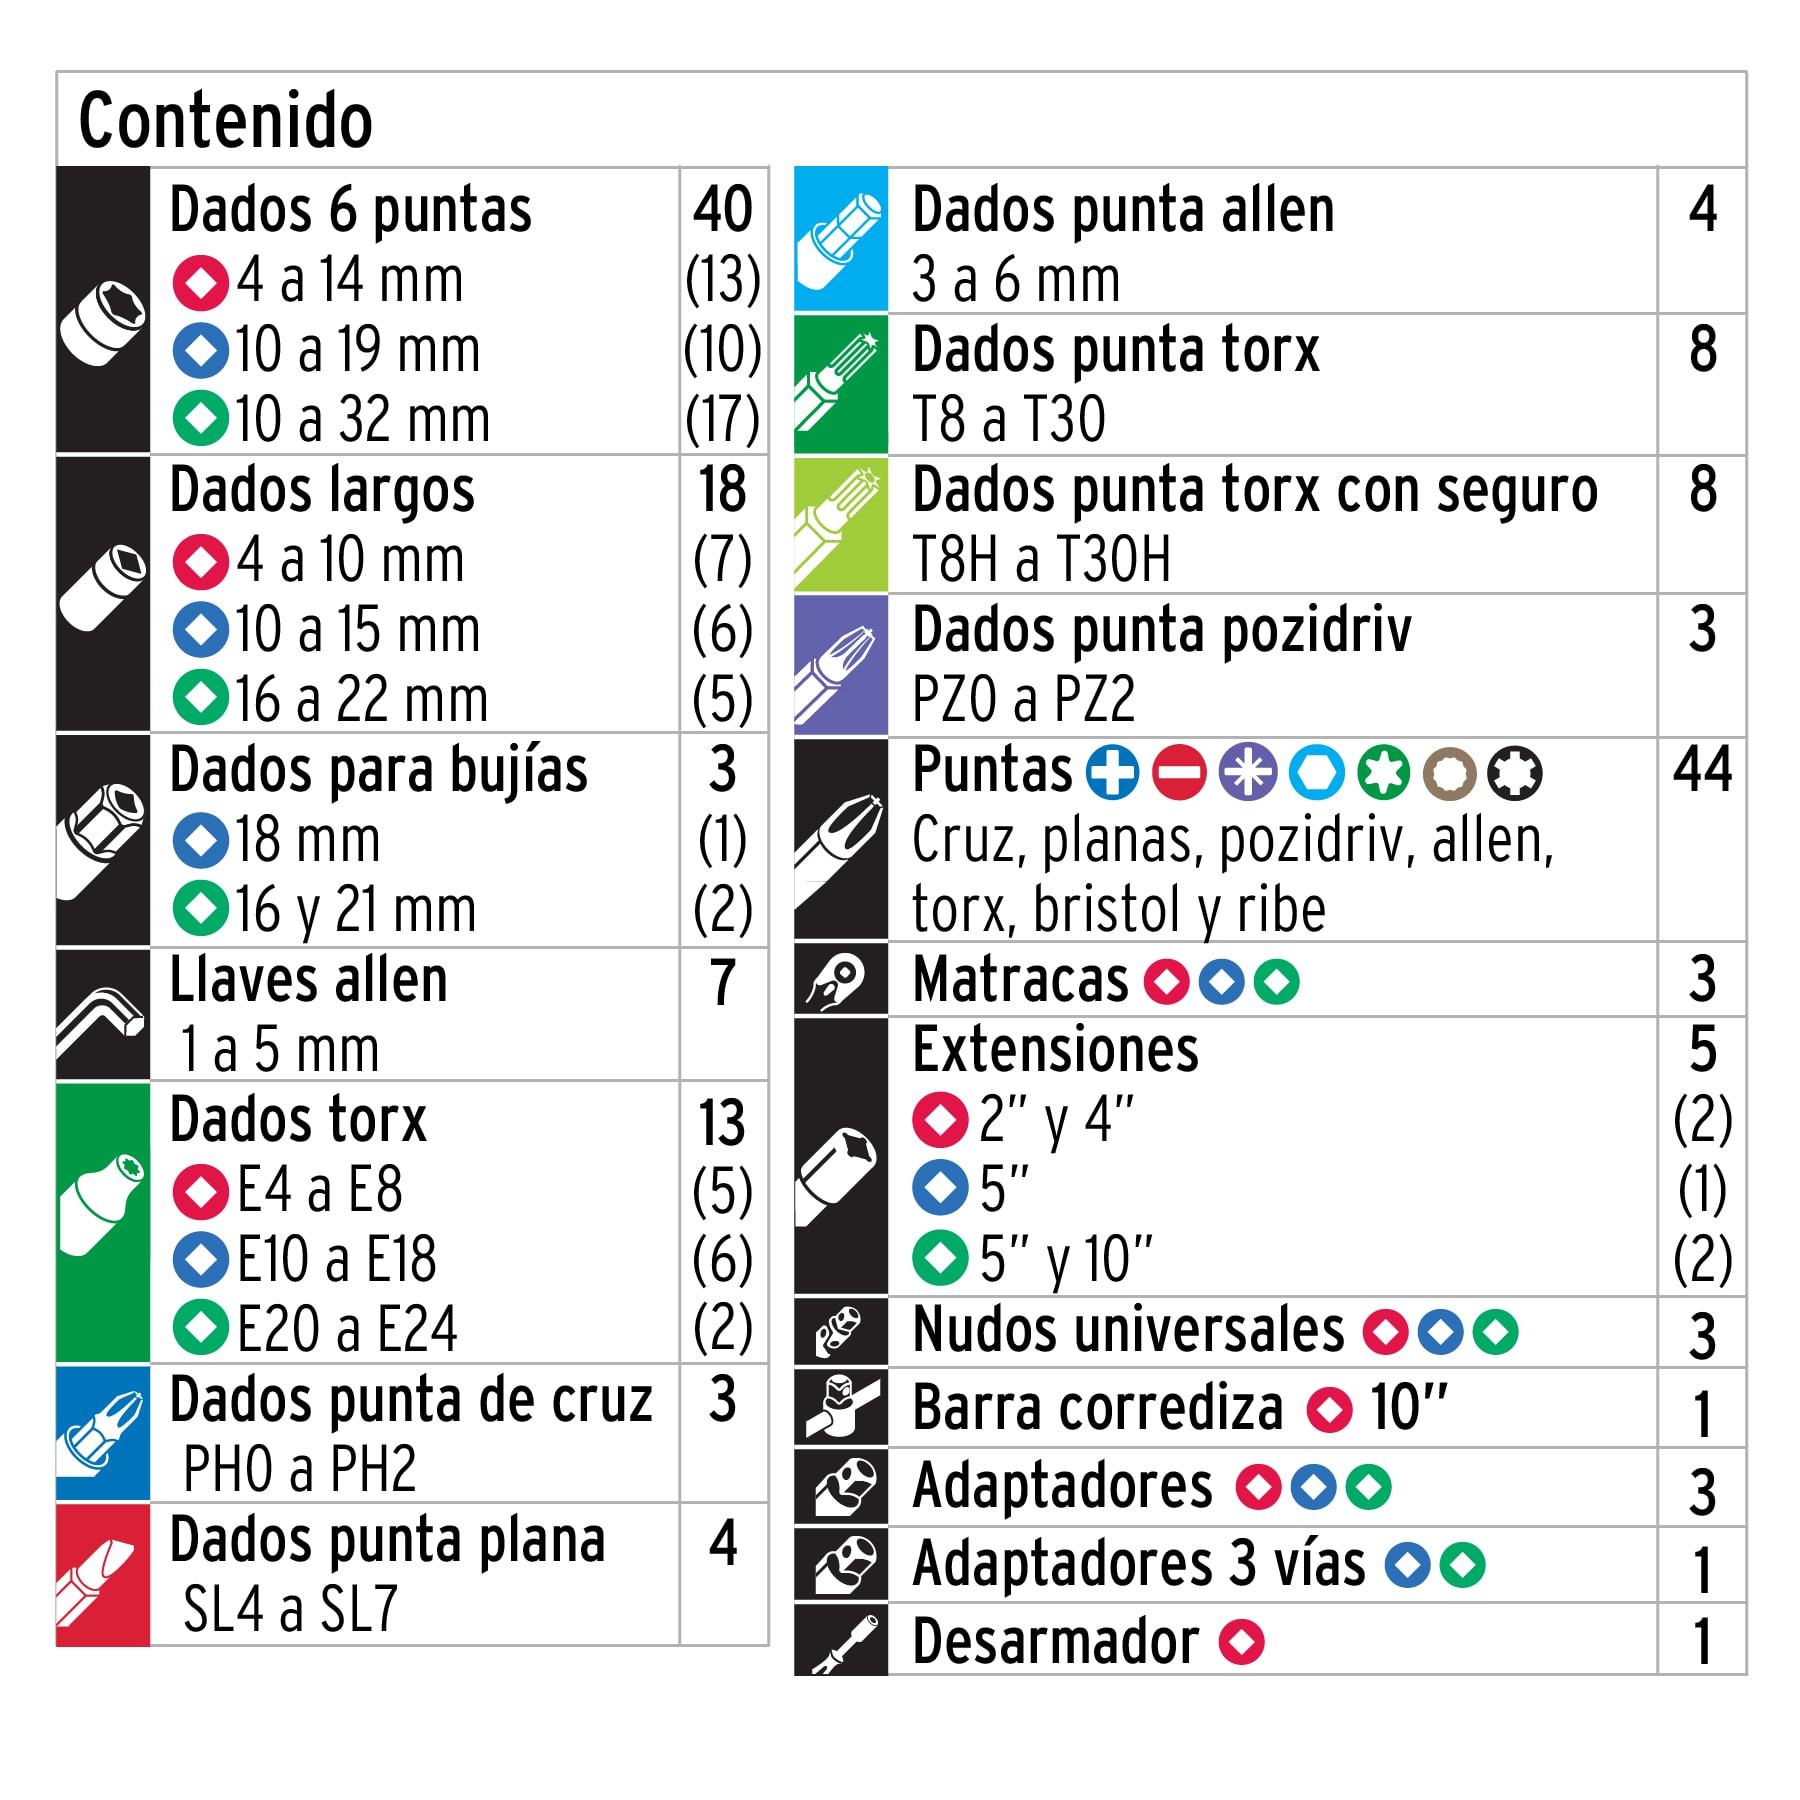 Contenido
Dados 6 puntas 40
4 a 14 mm (13)
10 a 19 mm (10)
10 a 32 mm (17)
Dados largos 18
4 a 10 mm (7)
10 a 15 mm (6)
16 a 22 mm (5)
Dados para bujías 3
18 mm (1)
16 y 21 mm (2)
Llaves allen 7
1 a 5 mm
Dados torx 13
E4 a E8 (5)
E10 a E18 (6)
E20 a E24 (2)
Dados punta de cruz 3
PH0 a PH2
Dados punta plana 4
SL4 a SL7
Dados punta allen 4
3 a 6 mm
Dados punta torx 8
T8 a T30
Dados punta torx con seguro 8
T8H a T30H
Dados punta pozidriv 3
PZ0 a PZ2
Puntas 44
Cruz, planas, pozidriv, allen,
torx, bristol y ribe
Matracas 3
Extensiones 5
2” y 4” (2)
5” (1)
5” y 10” (2)
Nudos universales 3
Barra corrediza 10” 1
Adaptadores 3
Adaptadores 3 vías 1
Desarmador 1